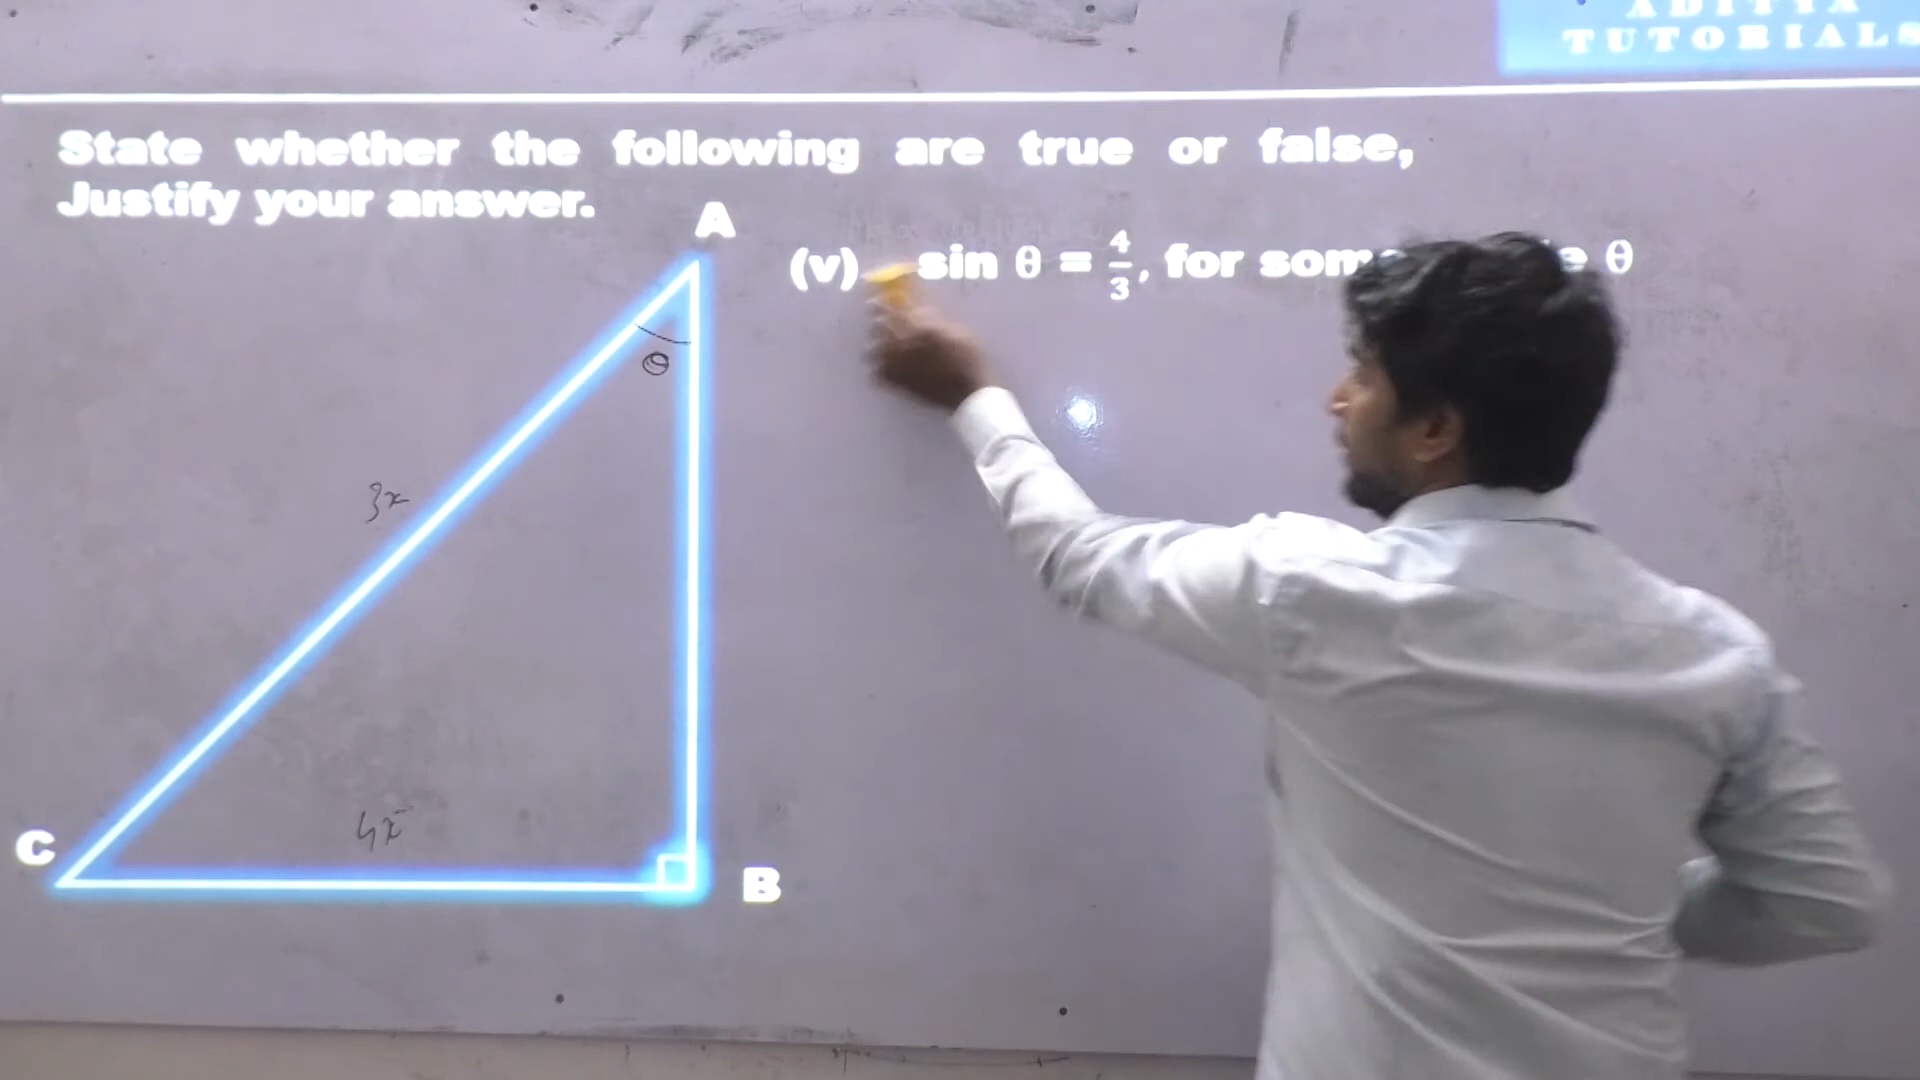 ADITYA
TUTORIALS
State whether the following are true or false,
Justify your answer.
A
(v) sin θ = 4/3, for som θ
θ
3x
4x
C
B